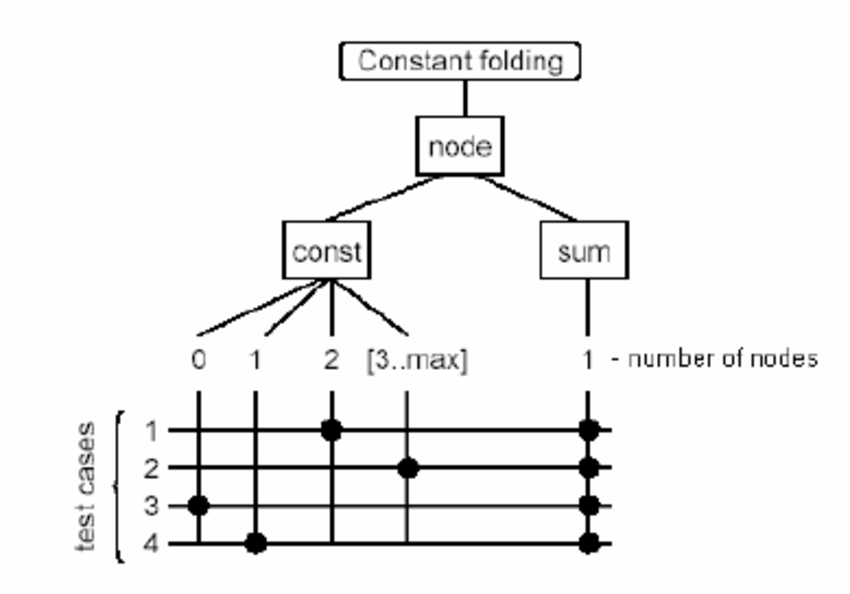 Constant folding
node
const sum
0 1 2 [3..max] 1 - number of nodes
test cases
1
2
3
4